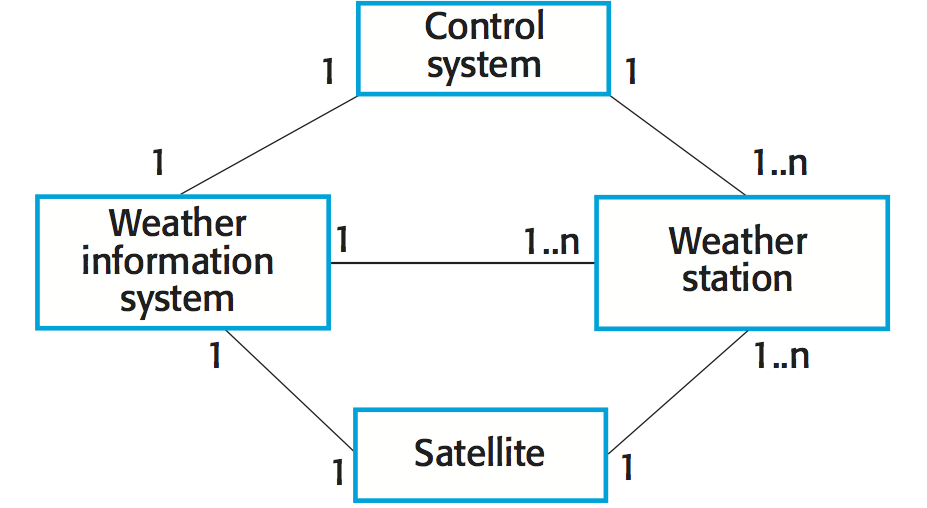 Control
system
1
1
1
1..n
Weather
information
system
1
1..n
Weather
station
1
1..n
Satellite
1
1